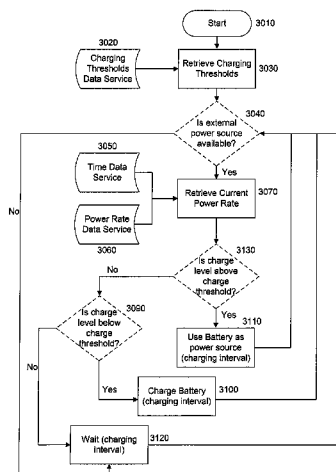 Start
3010
3020
Charging
Thresholds
Data Service
Retrieve Charging
Thresholds
3030
3040
Is external
power source
available?
No
Yes
3050
Time Data
Service
Retrieve Current
Power Rate
3070
Power Rate
Data Service
3060
3130
Is charge
level above
charge
threshold?
No
Yes
3090
Is charge
level below
charge
threshold?
3110
Use Battery as
power source
(charging interval)
No
Yes
Charge Battery
(charging interval)
3100
Wait (charging
interval)
3120